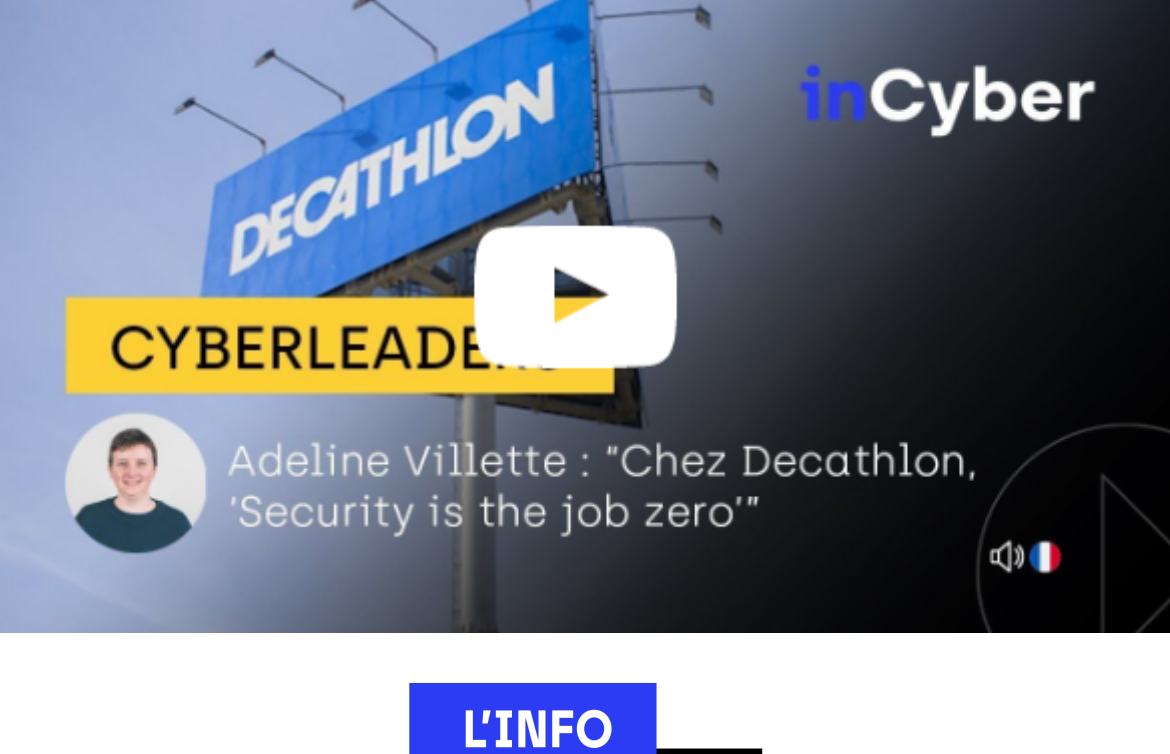 DECATHLON
inCyber
Adeline Villette : “Chez Decathlon,
‘Security is the job zero’”
L’INFO